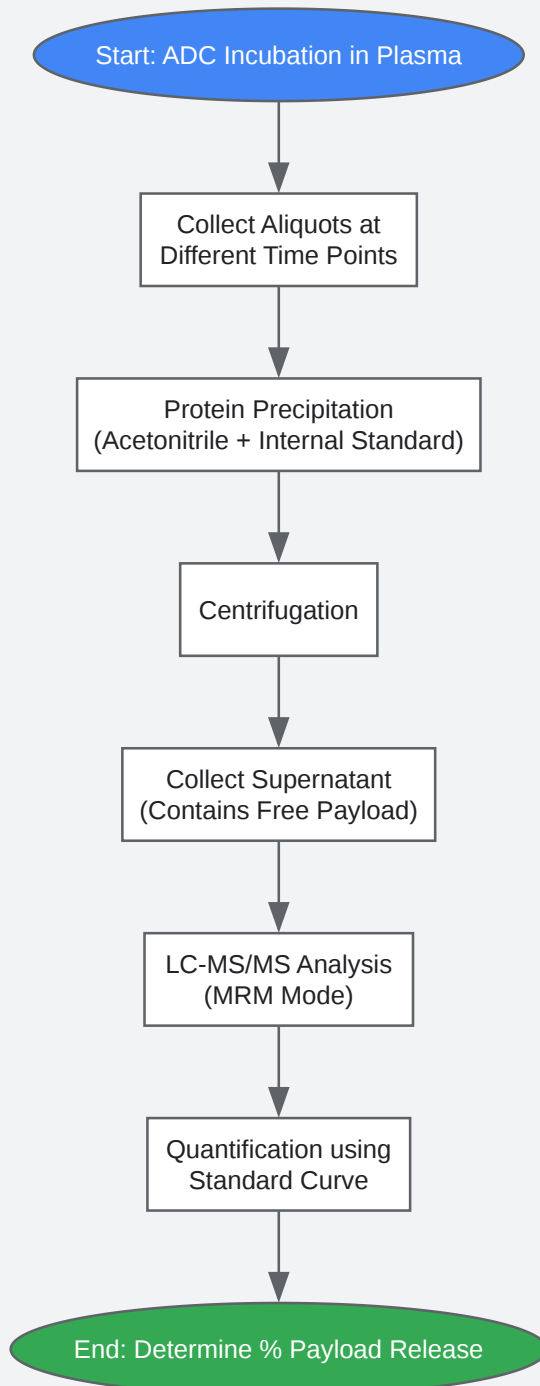 Start: ADC Incubation in Plasma
Collect Aliquots at
Different Time Points
Protein Precipitation
(Acetonitrile + Internal Standard)
Centrifugation
Collect Supernatant
(Contains Free Payload)
LC-MS/MS Analysis
(MRM Mode)
Quantification using
Standard Curve
End: Determine % Payload Release